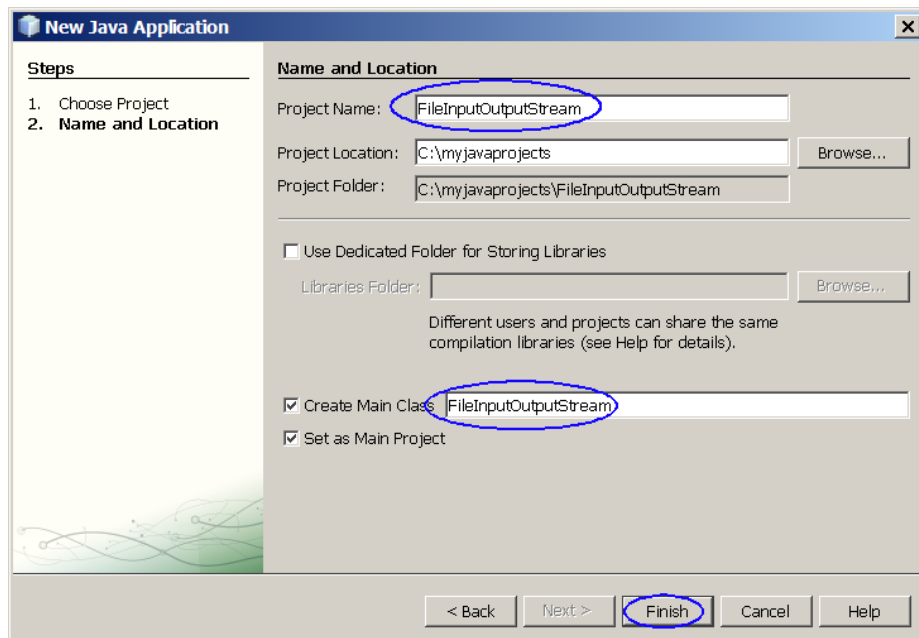 New Java Application
Steps
1. Choose Project
2. Name and Location
Name and Location
Project Name: FileInputOutputStream
Project Location: C:\myjavaprojects Browse...
Project Folder: C:\myjavaprojects\FileInputOutputStream
Use Dedicated Folder for Storing Libraries
Libraries Folder: Browse...
Different users and projects can share the same
compilation libraries (see Help for details).
Create Main Class FileInputOutputStream
Set as Main Project
< Back Next > Finish Cancel Help